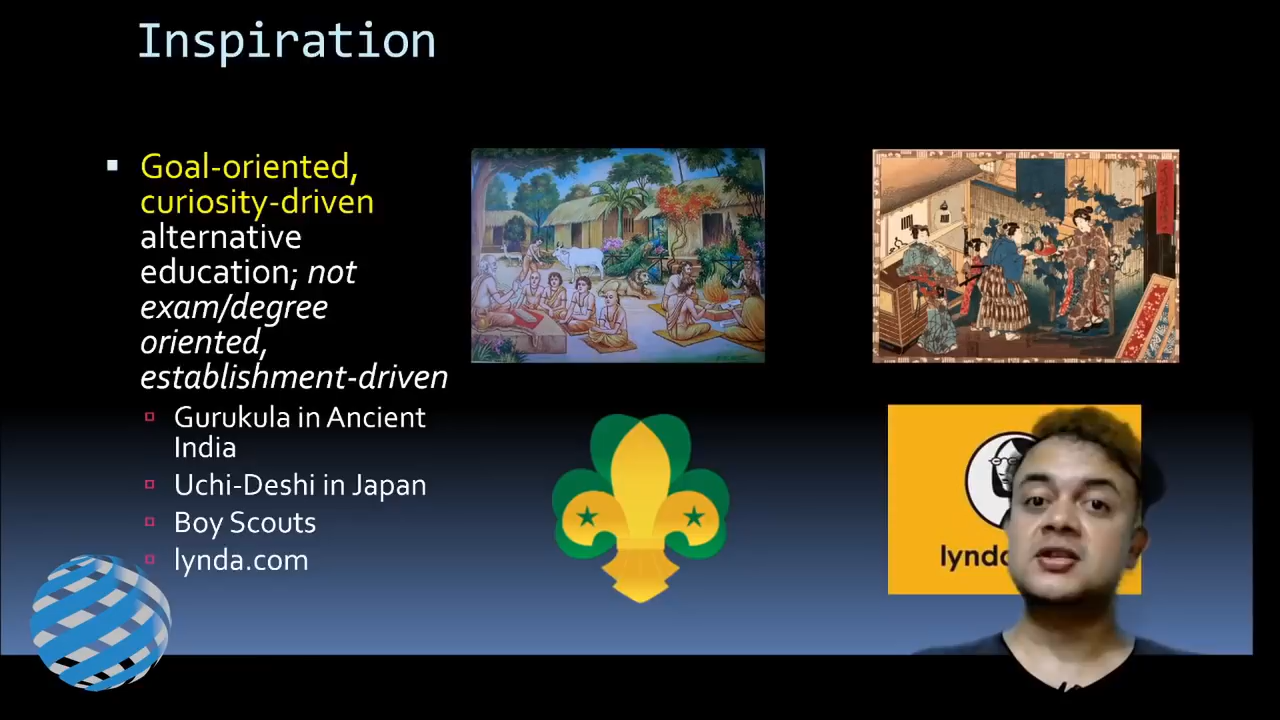 Inspiration
Goal-oriented,
curiosity-driven
alternative
education; not
exam/degree
oriented,
establishment-driven
Gurukula in Ancient
India
Uchi-Deshi in Japan
Boy Scouts
lynda.com